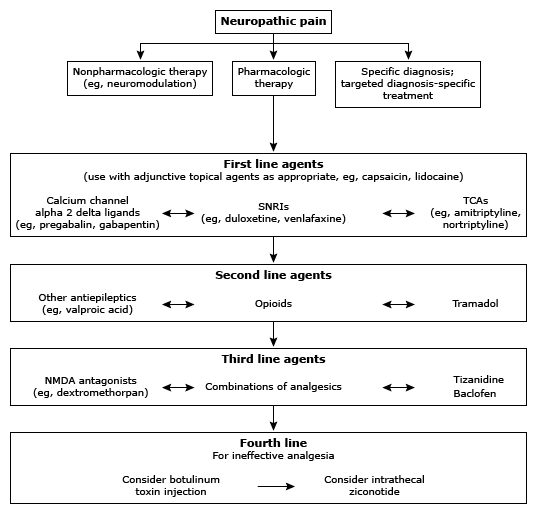 Neuropathic pain
Nonpharmacologic therapy
(eg, neuromodulation)
Pharmacologic
therapy
Specific diagnosis;
targeted diagnosis-specific
treatment
First line agents
(use with adjunctive topical agents as appropriate, eg, capsaicin, lidocaine)
Calcium channel
alpha 2 delta ligands
(eg, pregabalin, gabapentin)
SNRIs
(eg, duloxetine, venlafaxine)
TCAs
(eg, amitriptyline,
nortriptyline)
Second line agents
Other antiepileptics
(eg, valproic acid)
Opioids
Tramadol
Third line agents
NMDA antagonists
(eg, dextromethorpan)
Combinations of analgesics
Tizanidine
Baclofen
Fourth line
For ineffective analgesia
Consider botulinum
toxin injection
Consider intrathecal
ziconotide